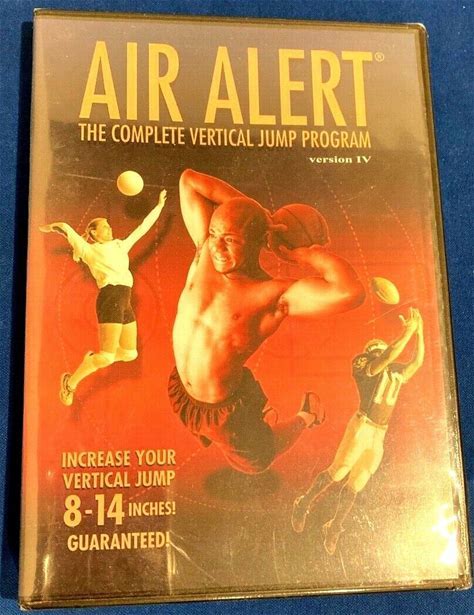 AIR ALERT®
THE COMPLETE VERTICAL JUMP PROGRAM
version IV
INCREASE YOUR
VERTICAL JUMP
8-14 INCHES!
GUARANTEED!